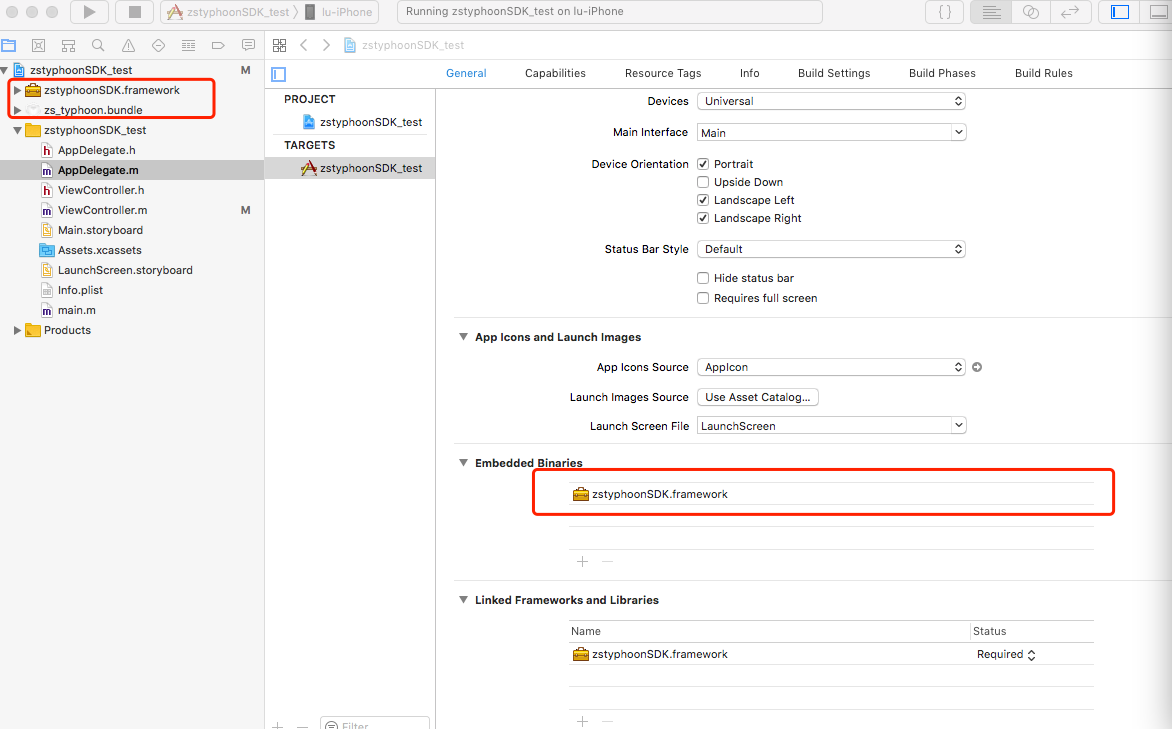 zstyphoonSDK_test lu-iPhone
Running zstyphoonSDK_test on lu-iPhone
zstyphoonSDK_test
zstyphoonSDK_test M
zstyphoonSDK.framework
zs_typhoon.bundle
zstyphoonSDK_test
AppDelegate.h
AppDelegate.m
ViewController.h
ViewController.m M
Main.storyboard
Assets.xcassets
LaunchScreen.storyboard
Info.plist
main.m
Products
General Capabilities Resource Tags Info Build Settings Build Phases Build Rules
PROJECT
zstyphoonSDK_test
TARGETS
zstyphoonSDK_test
Filter
Devices Universal
Main Interface Main
Device Orientation Portrait
Upside Down
Landscape Left
Landscape Right
Status Bar Style Default
Hide status bar
Requires full screen
App Icons and Launch Images
App Icons Source AppIcon
Launch Images Source Use Asset Catalog...
Launch Screen File LaunchScreen
Embedded Binaries
zstyphoonSDK.framework
Linked Frameworks and Libraries
Name Status
zstyphoonSDK.framework Required